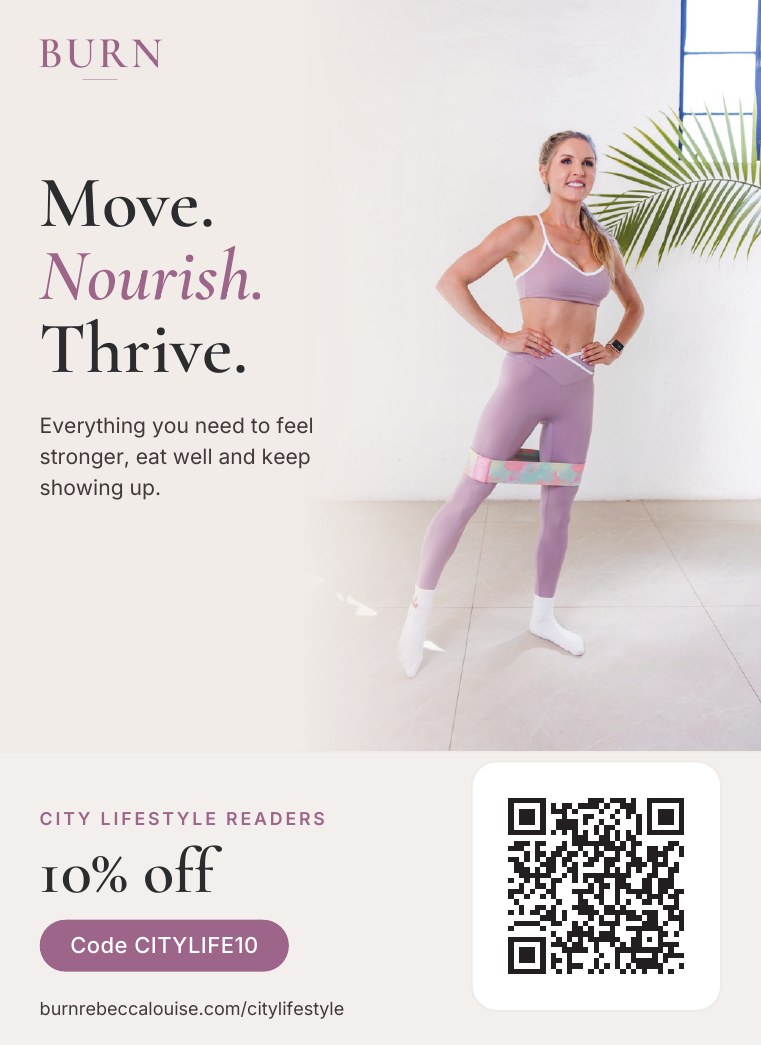 BURN
Move.
Nourish.
Thrive.
Everything you need to feel
stronger, eat well and keep
showing up.
CITY LIFESTYLE READERS
10% off
Code CITYLIFE10
burnrebeccalouise.com/citylifestyle